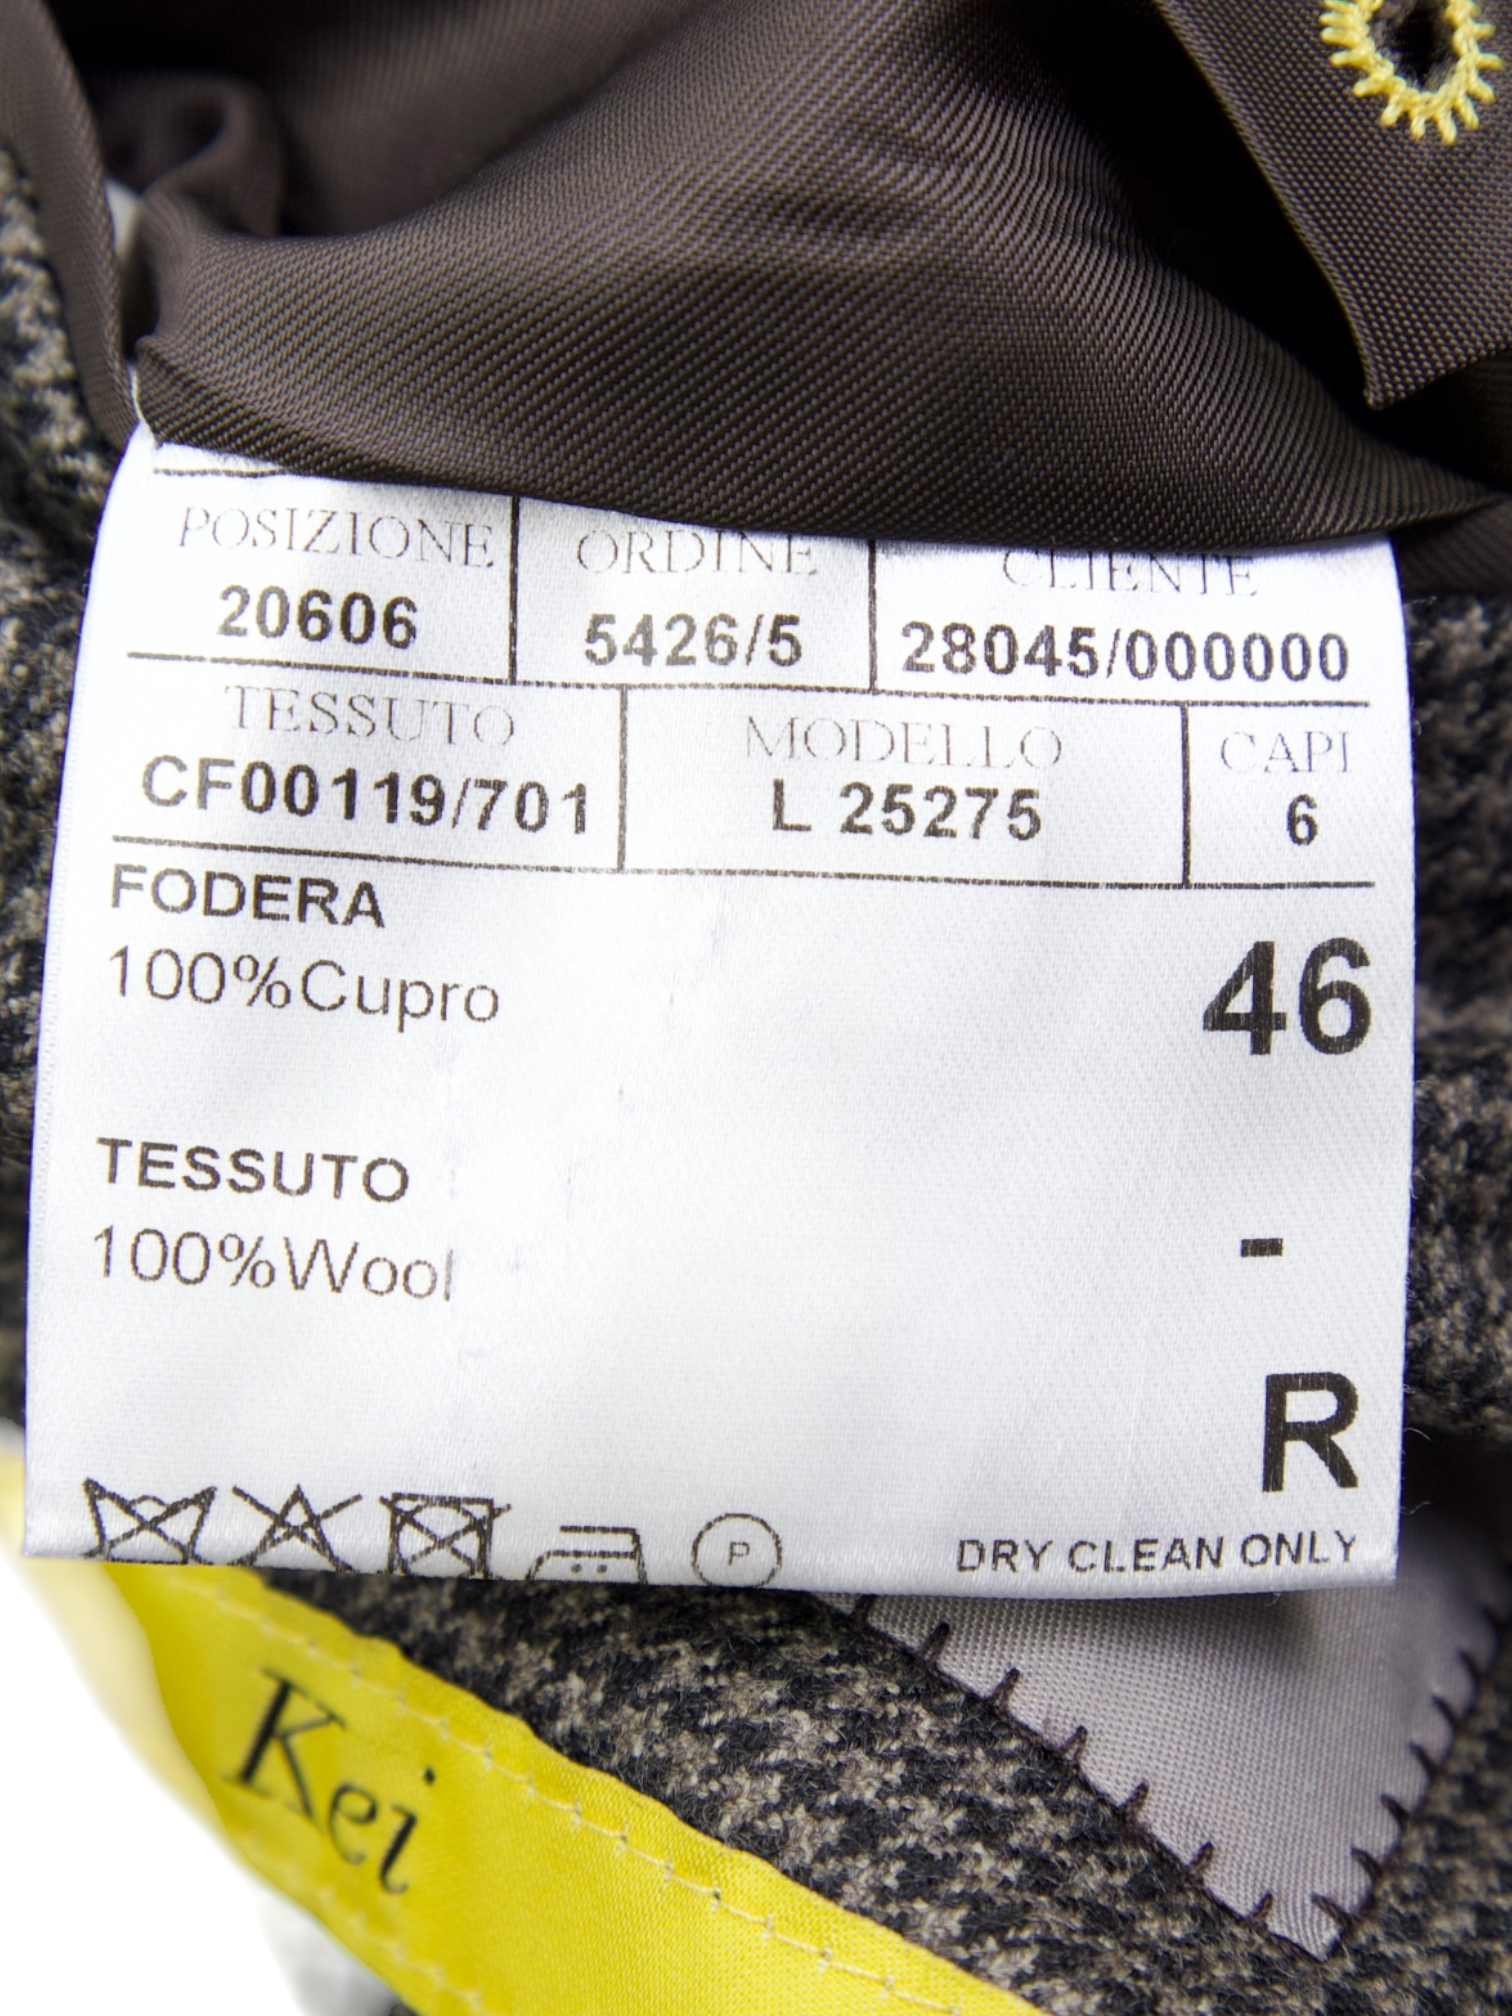 POSIZIONE ORDINE CLIENTE
20606 5426/5 28045/000000
TESSUTO MODELLO CAPI
CF00119/701 L 25275 6
FODERA
100%Cupro
46
TESSUTO
100%Wool
-
R
P
DRY CLEAN ONLY
Kei